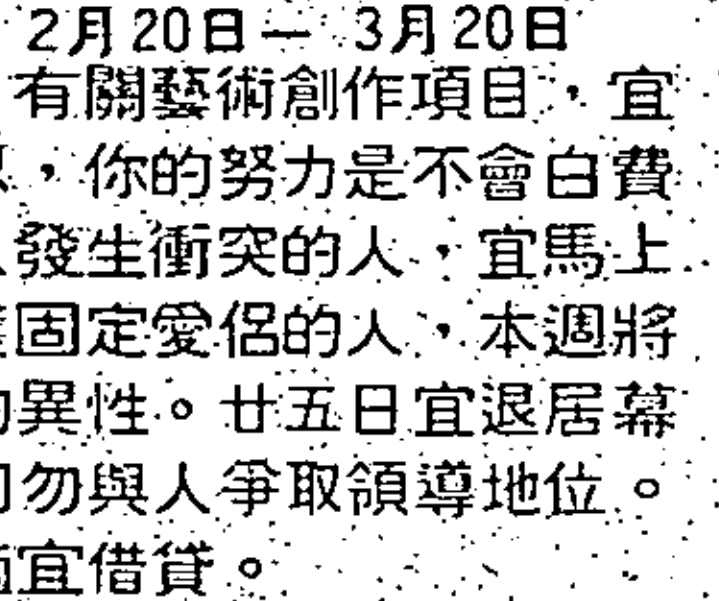 2月20日— 3月20日
有關藝術創作項目,宜
,你的努力是不會白費
發生衝突的人,宜馬上
固定愛侶的人,本週將
異性。廿五日宜退居幕
勿與人爭取領導地位。
宜借貸。